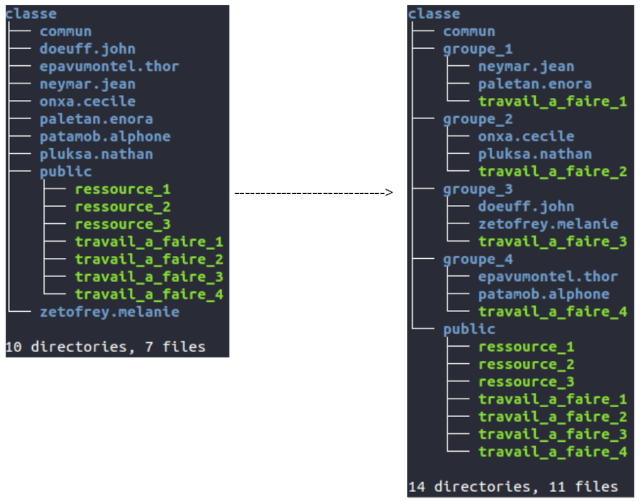 classe
commun
doeuff.john
epavumontel.thor
neymar.jean
onxa.cecile
paletan.enora
patamob.alphone
pluksa.nathan
public
ressource_1
ressource_2
ressource_3
travail_a_faire_1
travail_a_faire_2
travail_a_faire_3
travail_a_faire_4
zetofrey.melanie
10 directories, 7 files
classe
commun
groupe_1
neymar.jean
paletan.enora
travail_a_faire_1
groupe_2
onxa.cecile
pluksa.nathan
travail_a_faire_2
groupe_3
doeuff.john
zetofrey.melanie
travail_a_faire_3
groupe_4
epavumontel.thor
patamob.alphone
travail_a_faire_4
public
ressource_1
ressource_2
ressource_3
travail_a_faire_1
travail_a_faire_2
travail_a_faire_3
travail_a_faire_4
14 directories, 11 files